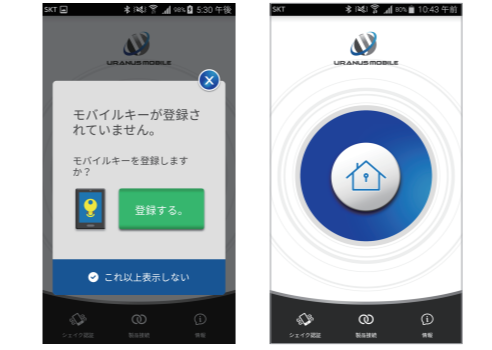 SKT 98% 5:30 午後
URANUS MOBILE
モバイルキーが登録さ
れていません。
モバイルキーを登録します
か？
登録する。
これ以上表示しない
シェイク認証 製品接続 情報
SKT 80% 10:43 午前
URANUS MOBILE
シェイク認証 製品接続 情報